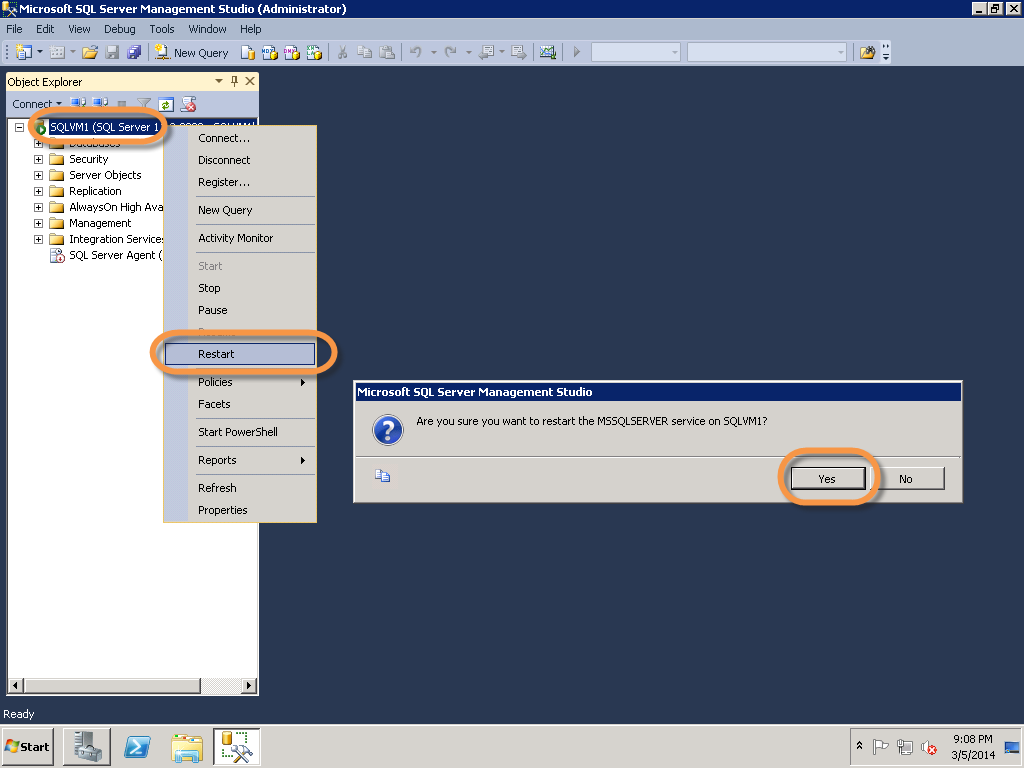 Microsoft SQL Server Management Studio (Administrator)
File Edit View Debug Tools Window Help
New Query
Object Explorer
Connect
SQLVM1 (SQL Server 1
Databases
Security
Server Objects
Replication
AlwaysOn High Ava
Management
Integration Services
SQL Server Agent (
Connect...
Disconnect
Register...
New Query
Activity Monitor
Start
Stop
Pause
Restart
Policies
Facets
Start PowerShell
Reports
Refresh
Properties
Microsoft SQL Server Management Studio
Are you sure you want to restart the MSSQLSERVER service on SQLVM1?
Yes No
Ready
Start
9:08 PM
3/5/2014